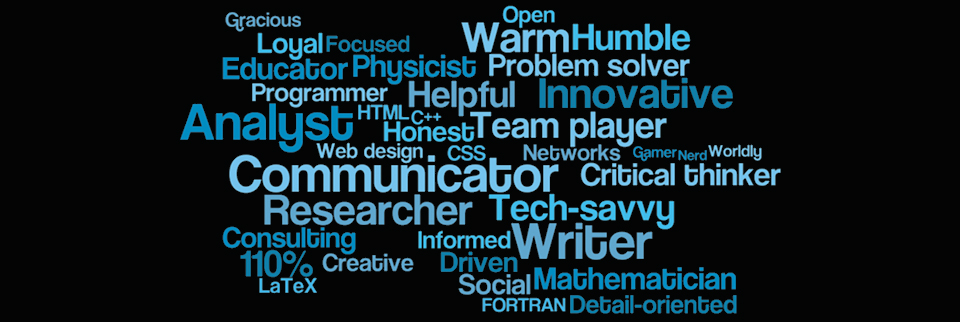 Gracious Open
Loyal Focused Warm Humble
Educator Physicist Problem solver
Programmer Helpful Innovative
Analyst HTML C++ Honest Team player
Web design CSS Networks Gamer Nerd Worldly
Communicator Critical thinker
Researcher Tech-savvy
Consulting Informed Writer
110% Creative Driven
LaTeX Social Mathematician
FORTRAN Detail-oriented